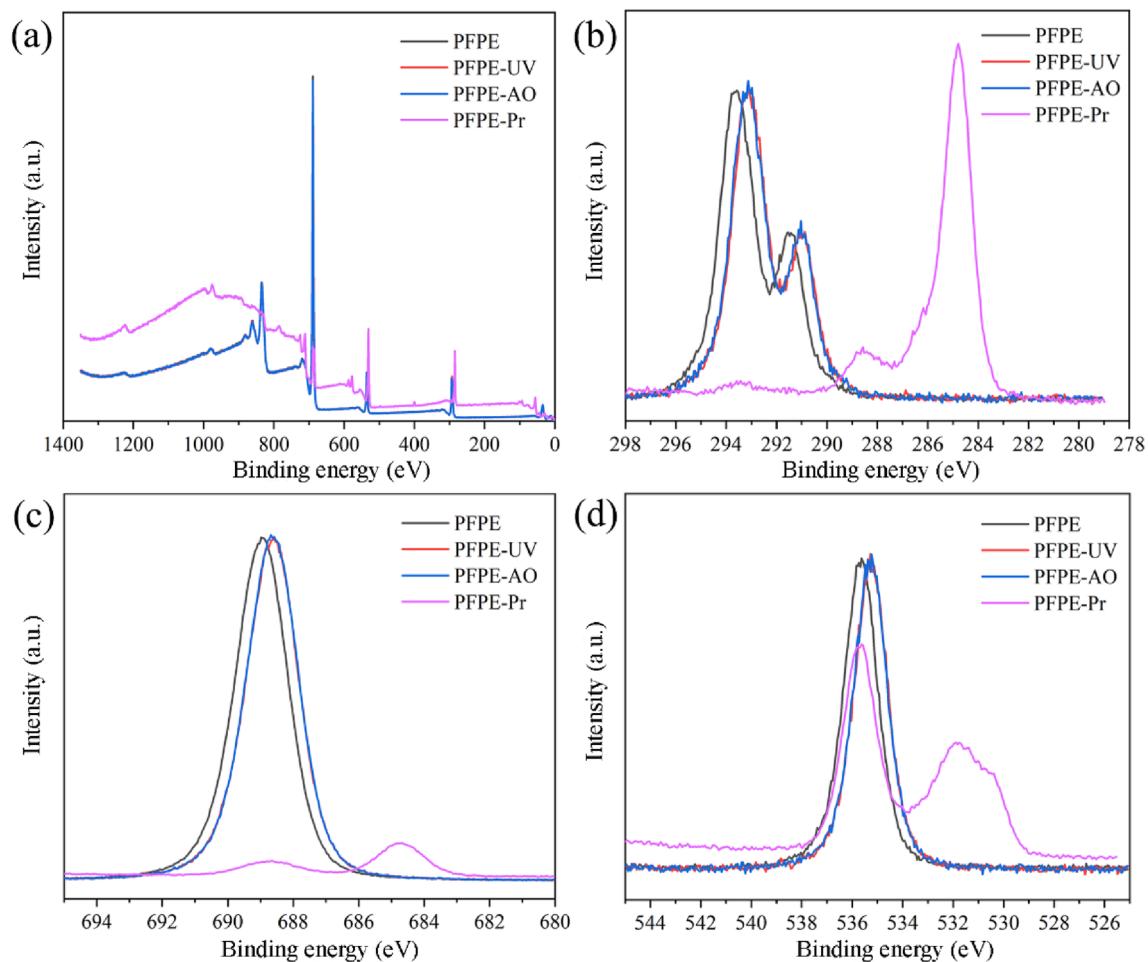 (a)
PFPE
PFPE-UV
PFPE-AO
PFPE-Pr
Intensity (a.u.)
1400 1200 1000 800 600 400 200 0
Binding energy (eV)
(b)
PFPE
PFPE-UV
PFPE-AO
PFPE-Pr
Intensity (a.u.)
298 296 294 292 290 288 286 284 282 280 278
Binding energy (eV)
(c)
PFPE
PFPE-UV
PFPE-AO
PFPE-Pr
Intensity (a.u.)
694 692 690 688 686 684 682 680
Binding energy (eV)
(d)
PFPE
PFPE-UV
PFPE-AO
PFPE-Pr
Intensity (a.u.)
544 542 540 538 536 534 532 530 528 526
Binding energy (eV)